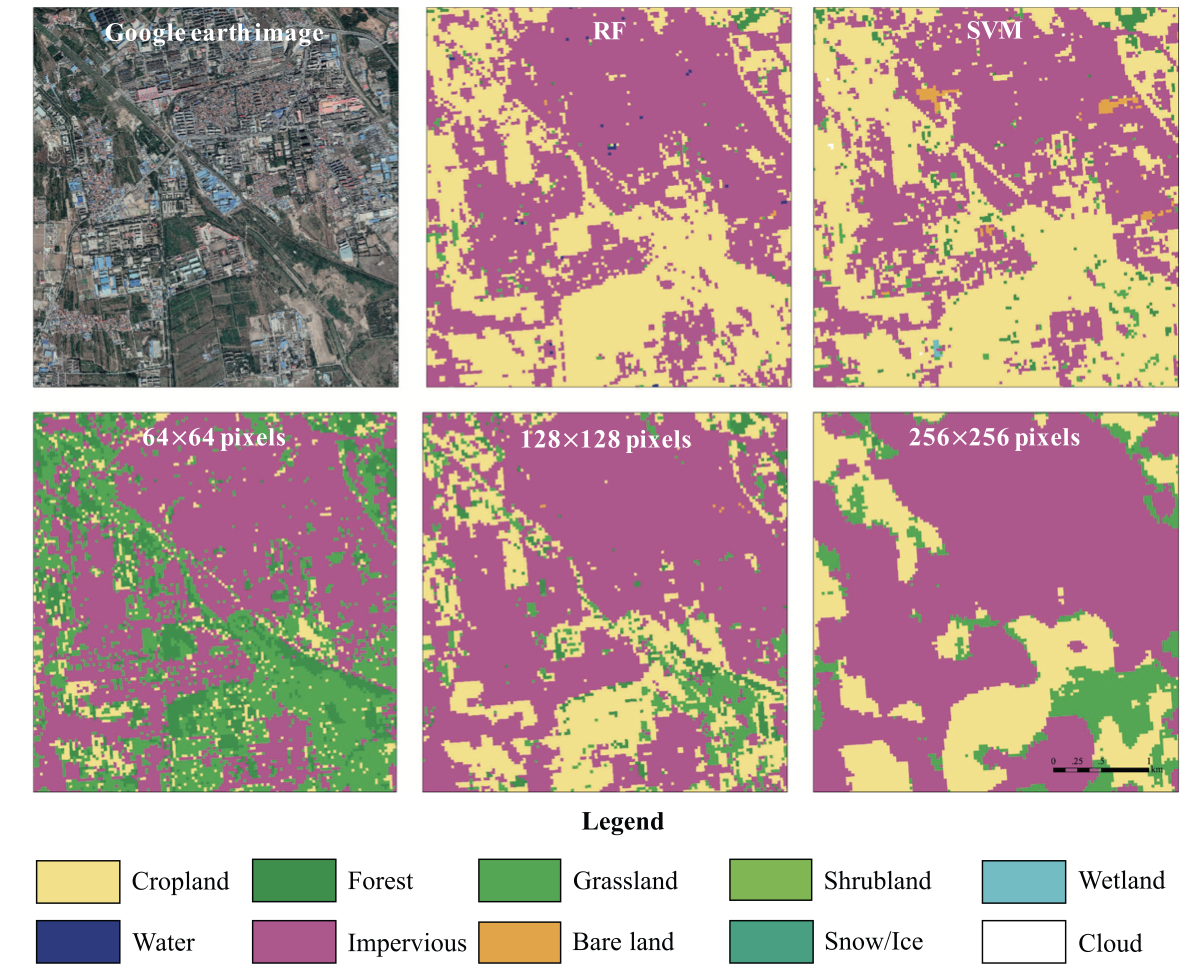 Google earth image
RF
SVM
64×64 pixels
128×128 pixels
256×256 pixels
0 .25 .5 1
km
Legend
Cropland
Forest
Grassland
Shrubland
Wetland
Water
Impervious
Bare land
Snow/Ice
Cloud